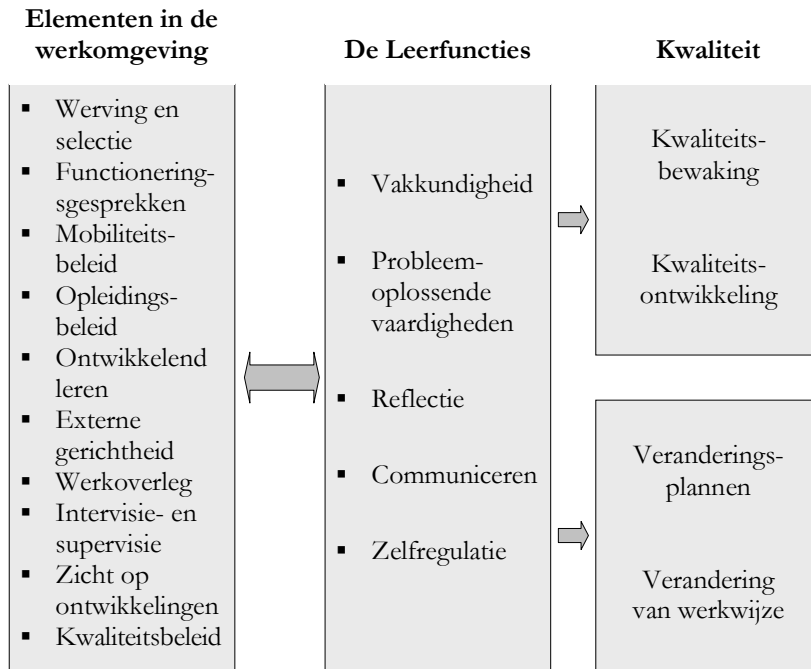 Elementen in de
werkomgeving
▪ Werving en
selectie
▪ Functionering-
sgesprekken
▪ Mobiliteits-
beleid
▪ Opleidings-
beleid
▪ Ontwikkelend
leren
▪ Externe
gerichtheid
▪ Werkoverleg
▪ Intervisie- en
supervisie
▪ Zicht op
ontwikkelingen
▪ Kwaliteitsbeleid
De Leerfuncties
▪ Vakkundigheid
▪ Probleem-
oplossende
vaardigheden
▪ Reflectie
▪ Communiceren
▪ Zelfregulatie
Kwaliteit
Kwaliteits-
bewaking
Kwaliteits-
ontwikkeling
Veranderings-
plannen
Verandering
van werkwijze